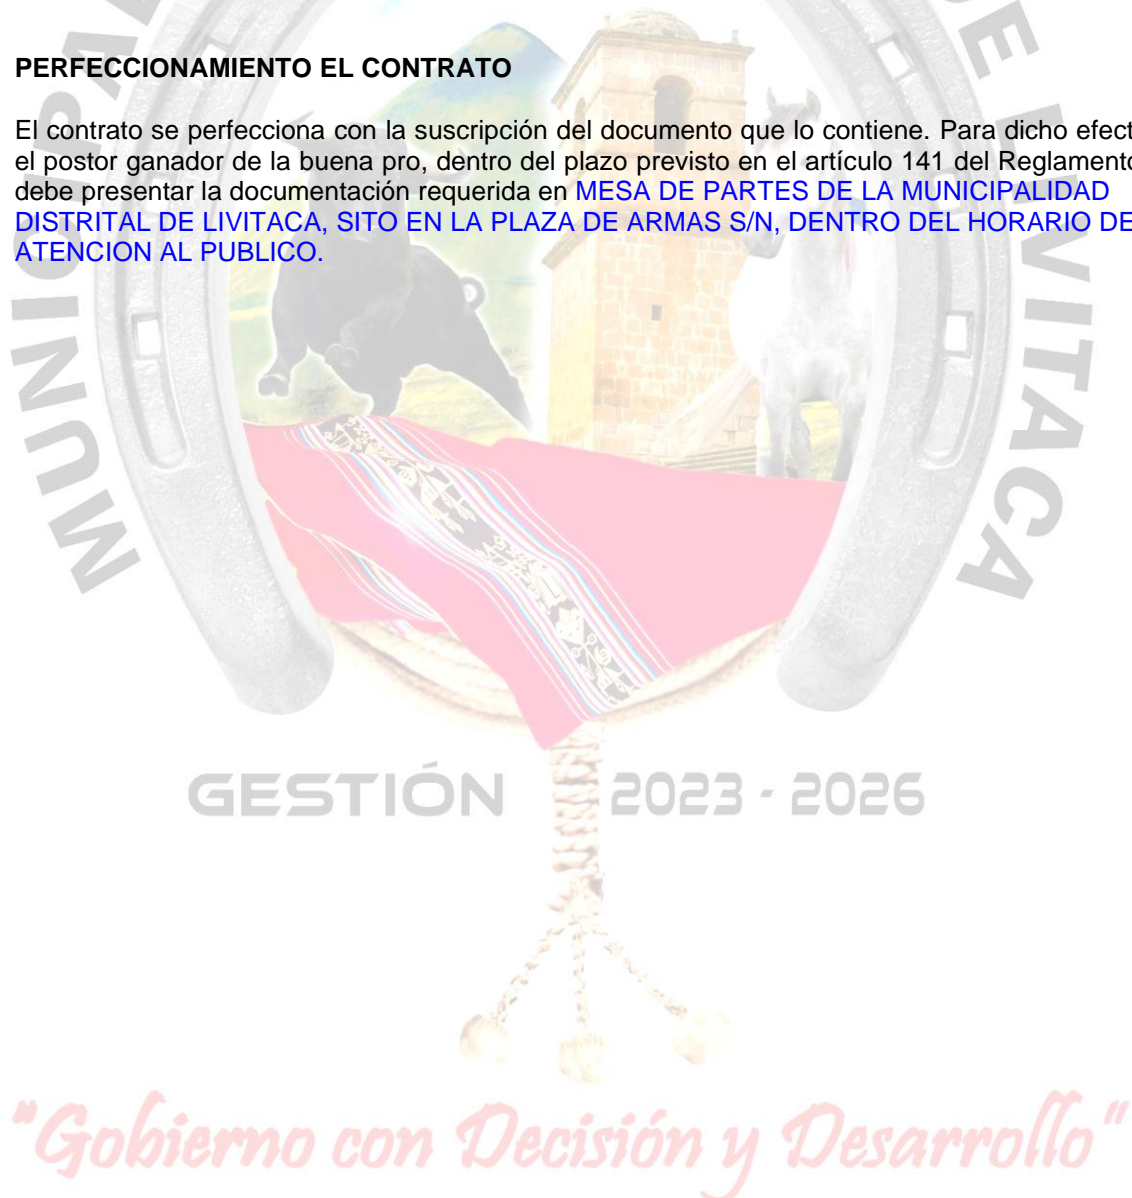 PERFECCIONAMIENTO EL CONTRATO
El contrato se perfecciona con la suscripción del documento que lo contiene. Para dicho efect
el postor ganador de la buena pro, dentro del plazo previsto en el artículo 141 del Reglamento
debe presentar la documentación requerida en MESA DE PARTES DE LA MUNICIPALIDAD
DISTRITAL DE LIVITACA, SITO EN LA PLAZA DE ARMAS S/N, DENTRO DEL HORARIO DE
ATENCION AL PUBLICO.
MUNICIPAL
DE LIVITACA
GESTIÓN 2023 - 2026
"Gobierno con Decisión y Desarrollo"